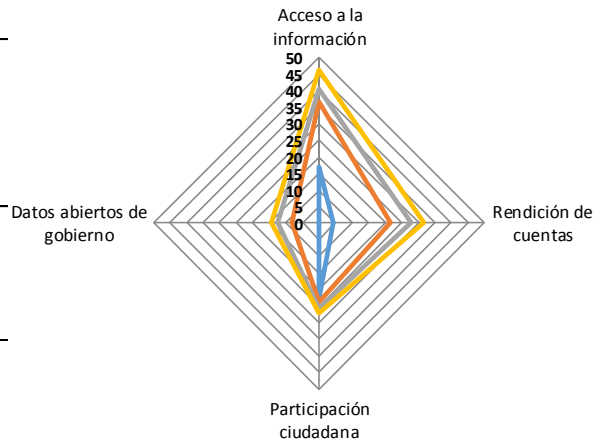 Acceso a la
información
50
45
40
35
30
25
20
15
10
5
0
Datos abiertos de
gobierno
Rendición de
cuentas
Participación
ciudadana